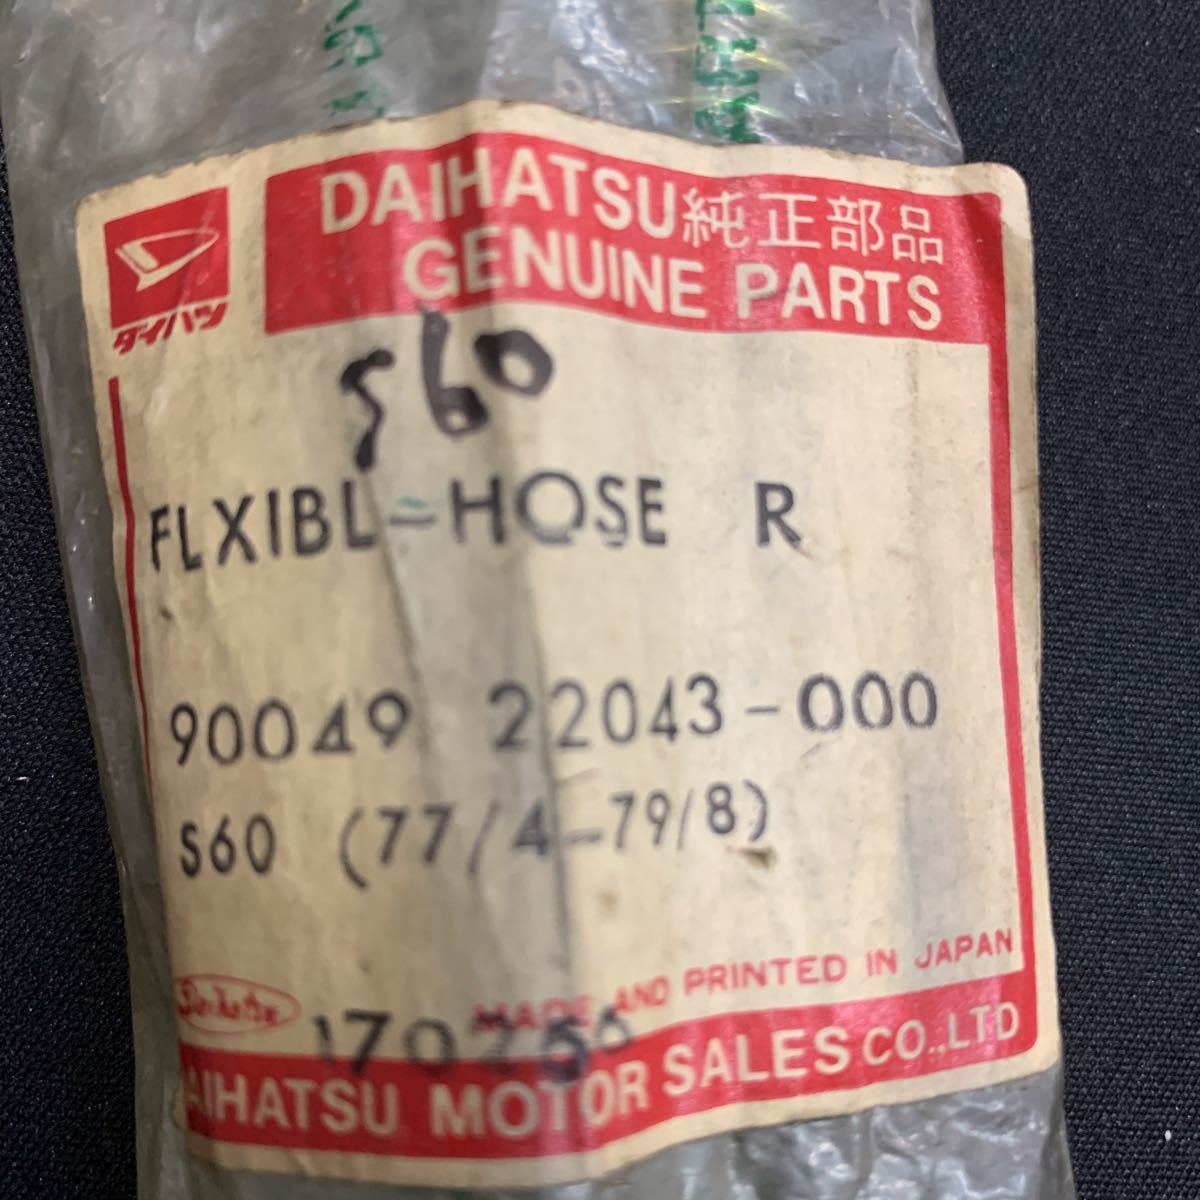 DAIHATSU純正部品
GENUINE PARTS
ダイハツ
S60
FLXIBL-HOSE R
90049 22043-000
S60 (77/4-79/8)
MADE AND PRINTED IN JAPAN
Daihatsu
DAIHATSU MOTOR SALES CO.,LTD